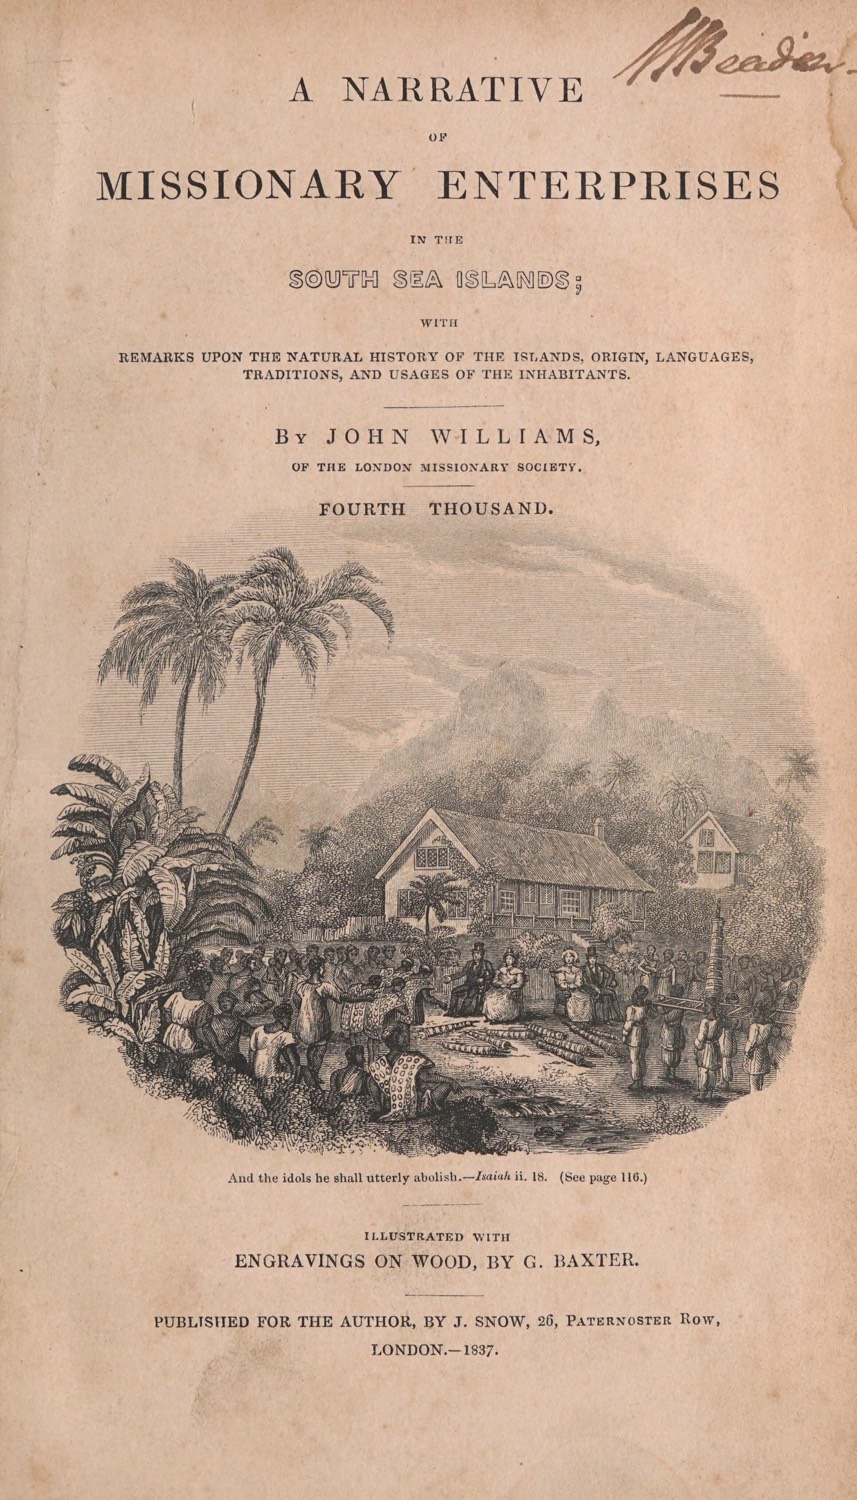 A NARRATIVE
OF
MISSIONARY ENTERPRISES
IN THE
SOUTH SEA ISLANDS;
WITH
REMARKS UPON THE NATURAL HISTORY OF THE ISLANDS, ORIGIN, LANGUAGES,
TRADITIONS, AND USAGES OF THE INHABITANTS.
BY JOHN WILLIAMS,
OF THE LONDON MISSIONARY SOCIETY.
FOURTH THOUSAND.
And the idols he shall utterly abolish.—Isaiah ii. 18. (See page 116.)
ILLUSTRATED WITH
ENGRAVINGS ON WOOD, BY G. BAXTER.
PUBLISHED FOR THE AUTHOR, BY J. SNOW, 26, PATERNOSTER ROW,
LONDON.—1837.